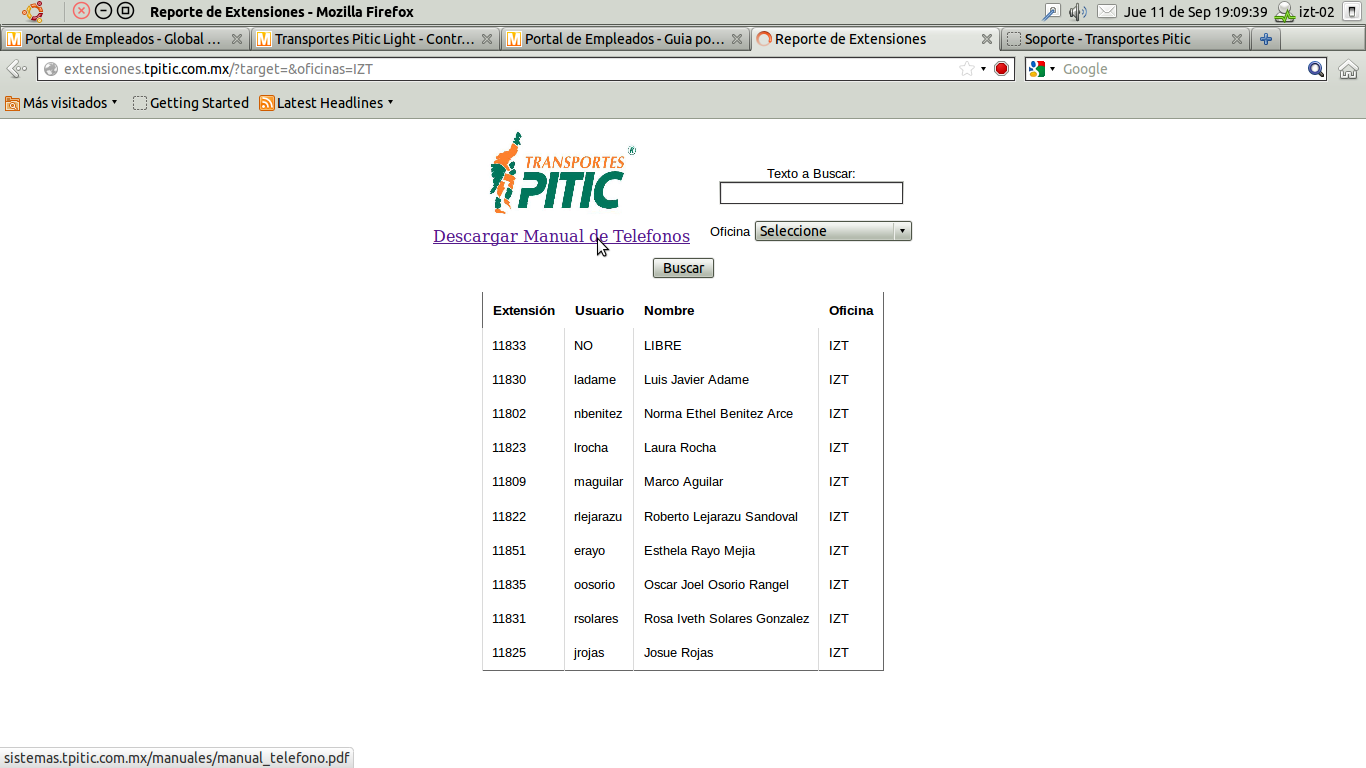 Reporte de Extensiones - Mozilla Firefox
Jue 11 de Sep 19:09:39
izt-02
Portal de Empleados - Global ...
Transportes Pitic Light - Contr...
Portal de Empleados - Guia po...
Reporte de Extensiones
Soporte - Transportes Pitic
extensiones.tpitic.com.mx/?target=&oficinas=IZT
Google
Más visitados
Getting Started
Latest Headlines
TRANSPORTES ®
PITIC
Texto a Buscar:
Descargar Manual de Telefonos
Oficina Seleccione
Buscar
Extensión Usuario Nombre Oficina
11833 NO LIBRE IZT
11830 ladame Luis Javier Adame IZT
11802 nbenitez Norma Ethel Benitez Arce IZT
11823 lrocha Laura Rocha IZT
11809 maguilar Marco Aguilar IZT
11822 rlejarazu Roberto Lejarazu Sandoval IZT
11851 erayo Esthela Rayo Mejia IZT
11835 oosorio Oscar Joel Osorio Rangel IZT
11831 rsolares Rosa Iveth Solares Gonzalez IZT
11825 jrojas Josue Rojas IZT
sistemas.tpitic.com.mx/manuales/manual_telefono.pdf